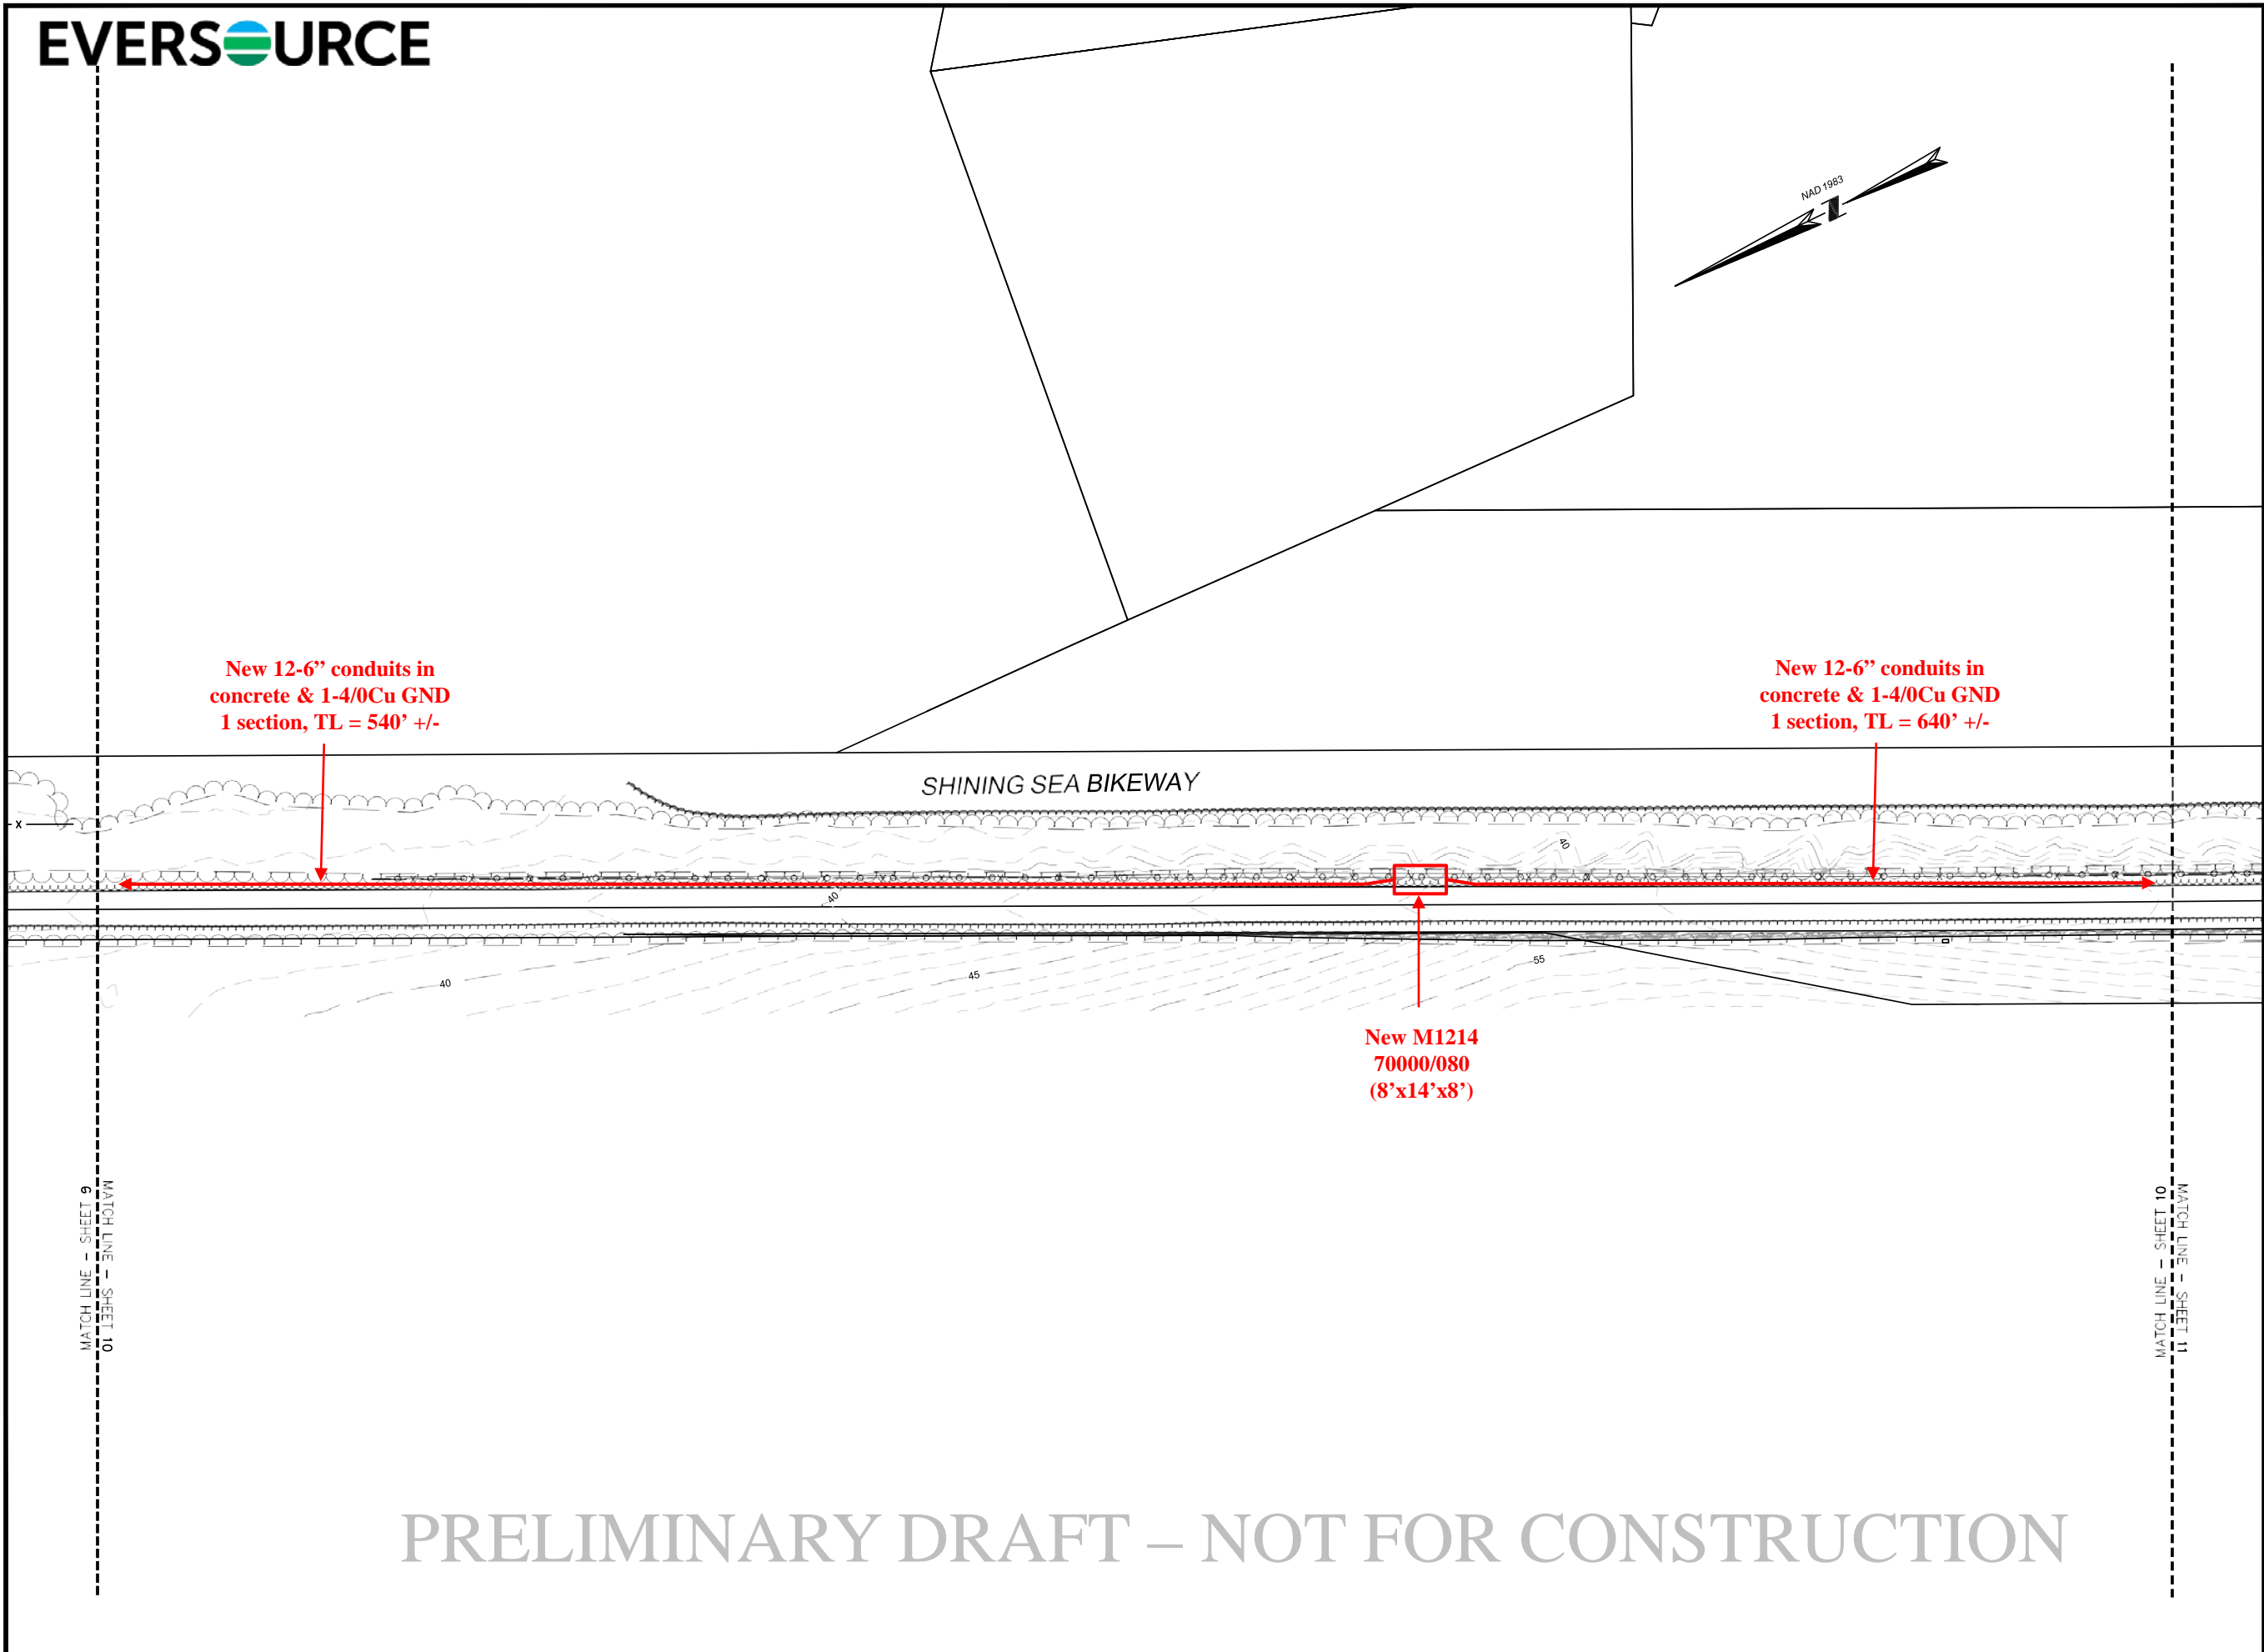 EVERSOURCE
NAD 1983
New 12-6” conduits in
concrete & 1-4/0Cu GND
1 section, TL = 540’ +/-
New 12-6” conduits in
concrete & 1-4/0Cu GND
1 section, TL = 640’ +/-
SHINING SEA BIKEWAY
X
40
40
40
45
55
New M1214
70000/080
(8’x14’x8’)
MATCH LINE - SHEET 9
MATCH LINE - SHEET 10
MATCH LINE - SHEET 10
MATCH LINE - SHEET 11
PRELIMINARY DRAFT – NOT FOR CONSTRUCTION